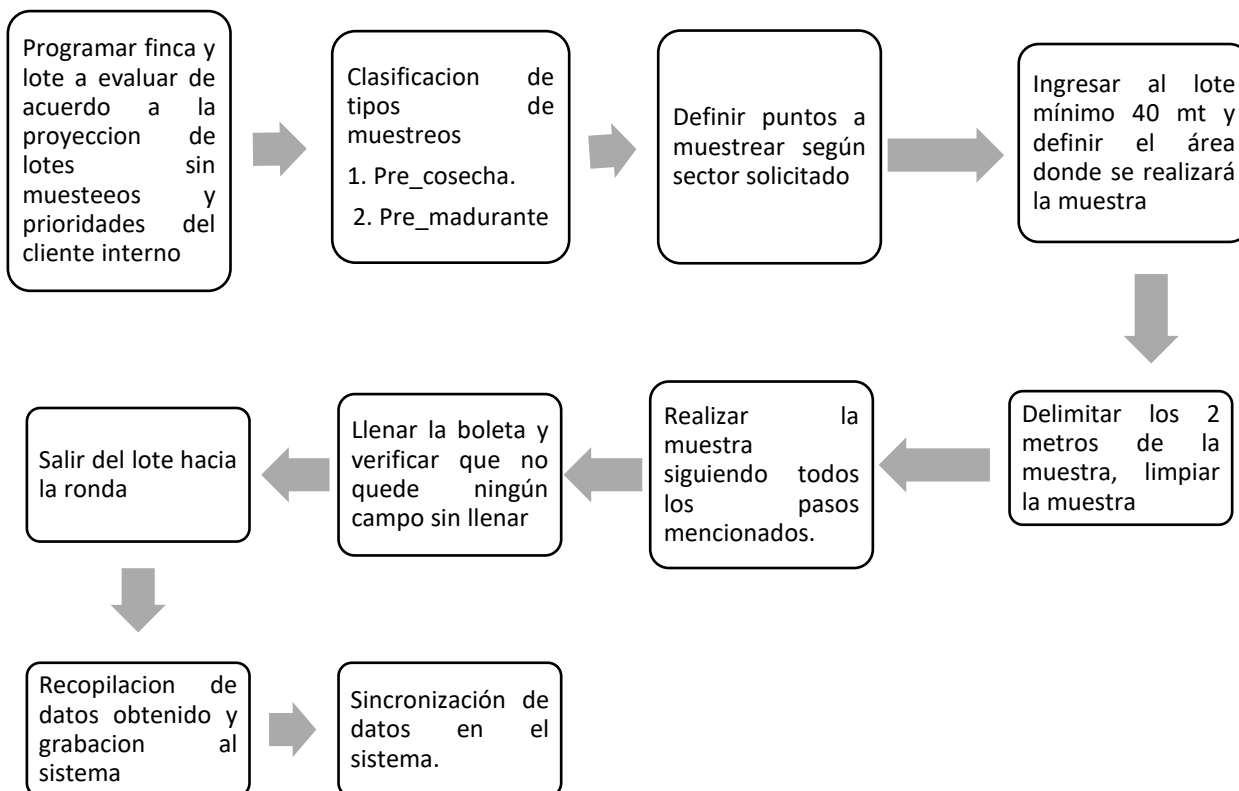 Programar finca y
lote a evaluar de
acuerdo a la
proyeccion de
lotes sin
muesteeos y
prioridades del
cliente interno
Clasificacion de
tipos de
muestreos
1. Pre_cosecha.
2. Pre_madurante
Definir puntos a
muestrear según
sector solicitado
Ingresar al lote
mínimo 40 mt y
definir el área
donde se realizará
la muestra
Delimitar los 2
metros de la
muestra, limpiar
la muestra
Realizar la
muestra
siguiendo todos
los pasos
mencionados.
Llenar la boleta y
verificar que no
quede ningún
campo sin llenar
Salir del lote hacia
la ronda
Recopilacion de
datos obtenido y
grabacion al
sistema
Sincronización de
datos en el
sistema.